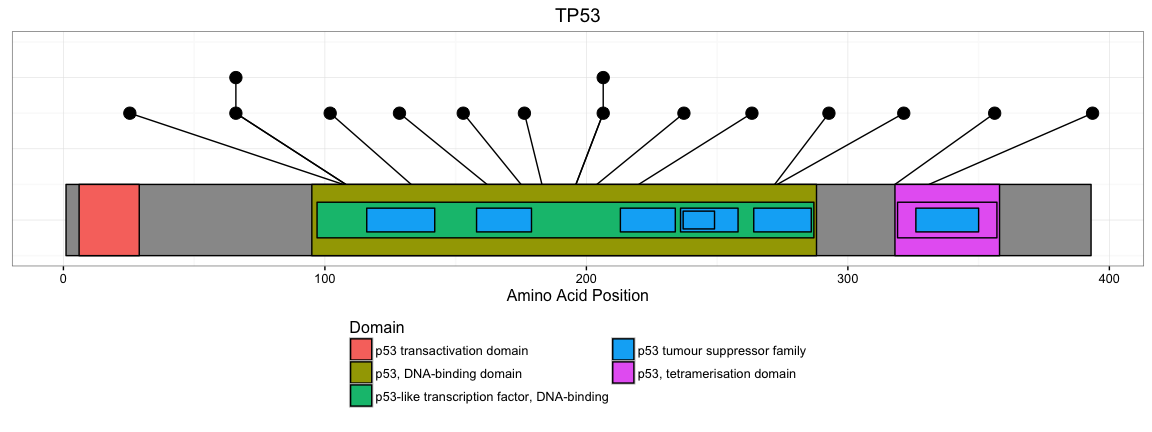 TP53
0 100 200 300 400
Amino Acid Position
Domain
p53 transactivation domain
p53, DNA-binding domain
p53-like transcription factor, DNA-binding
p53 tumour suppressor family
p53, tetramerisation domain